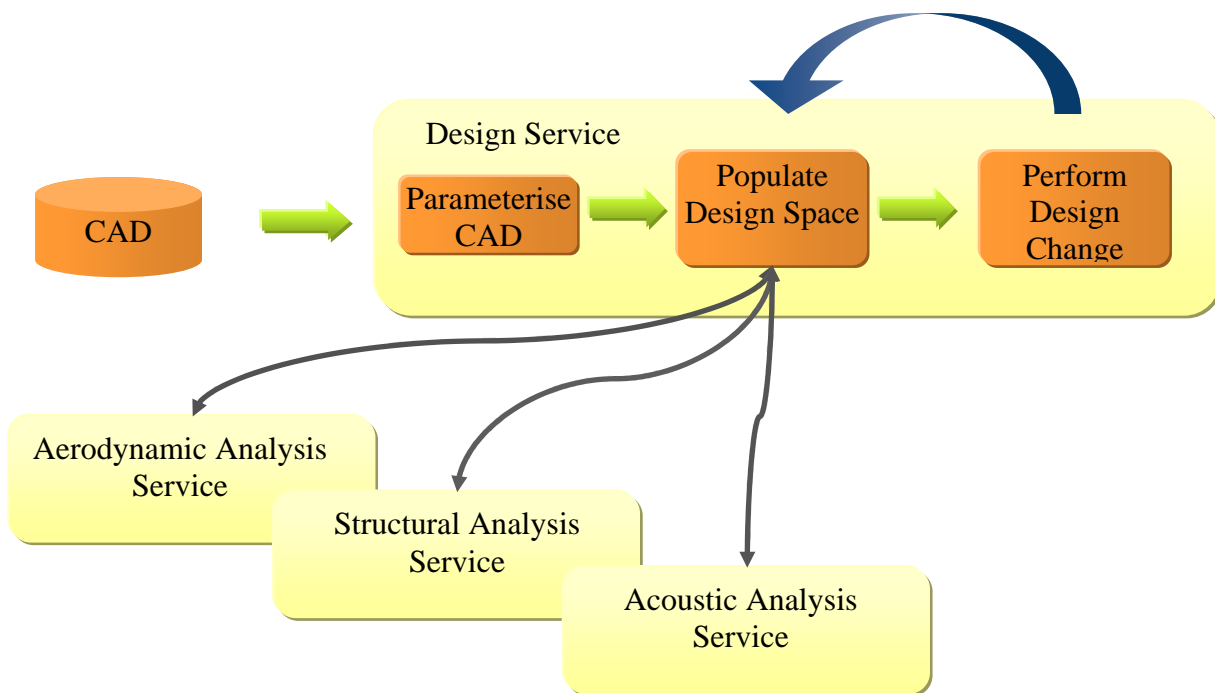 Design Service
CAD
Parameterise
CAD
Populate
Design Space
Perform
Design
Change
Aerodynamic Analysis
Service
Structural Analysis
Service
Acoustic Analysis
Service